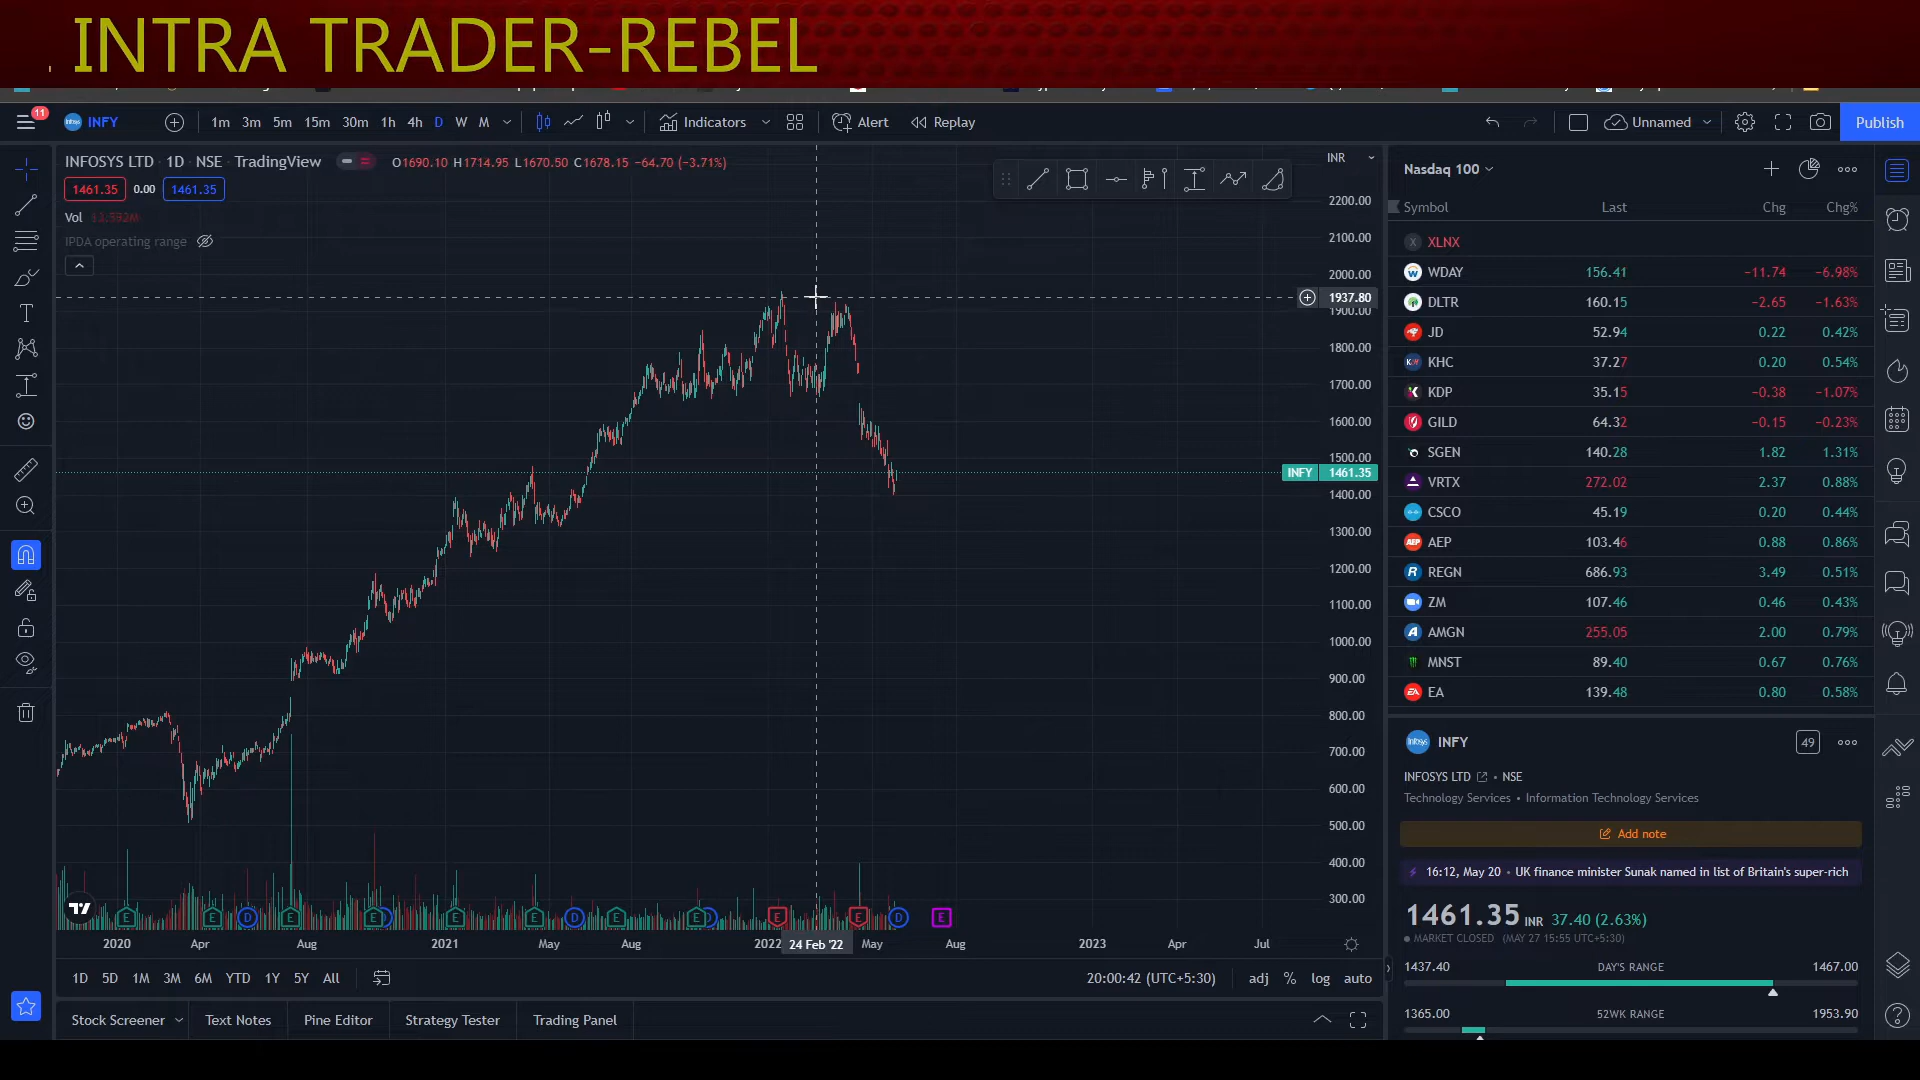 . INTRA TRADER-REBEL
11
INFY
1m 3m 5m 15m 30m 1h 4h D W M
Indicators
Alert
Replay
Unnamed
Publish
INFOSYS LTD · 1D · NSE · TradingView
O1690.10 H1714.95 L1670.50 C1678.15 −64.70 (−3.71%)
1461.35 0.00 1461.35
Vol
IPDA operating range
INR
2200.00
2100.00
2000.00
1937.80
1900.00
1800.00
1700.00
1600.00
1500.00
INFY 1461.35
1400.00
1300.00
1200.00
1100.00
1000.00
900.00
800.00
700.00
600.00
500.00
400.00
300.00
E E D E E E E D E E E E D E
2020 Apr Aug 2021 May Aug 2022 24 Feb '22 May Aug 2023 Apr Jul
1D 5D 1M 3M 6M YTD 1Y 5Y All
20:00:42 (UTC+5:30) adj % log auto
Stock Screener Text Notes Pine Editor Strategy Tester Trading Panel
Nasdaq 100
Symbol Last Chg Chg%
XLNX
WDAY 156.41 −11.74 −6.98%
DLTR 160.15 −2.65 −1.63%
JD 52.94 0.22 0.42%
KHC 37.27 0.20 0.54%
KDP 35.15 −0.38 −1.07%
GILD 64.32 −0.15 −0.23%
SGEN 140.28 1.82 1.31%
VRTX 272.02 2.37 0.88%
CSCO 45.19 0.20 0.44%
AEP 103.46 0.88 0.86%
REGN 686.93 3.49 0.51%
ZM 107.46 0.46 0.43%
AMGN 255.05 2.00 0.79%
MNST 89.40 0.67 0.76%
EA 139.48 0.80 0.58%
INFY 49
INFOSYS LTD • NSE
Technology Services • Information Technology Services
Add note
16:12, May 20 • UK finance minister Sunak named in list of Britain's super-rich
1461.35 INR 37.40 (2.63%)
MARKET CLOSED (MAY 27 15:55 UTC+5:30)
1437.40 DAY'S RANGE 1467.00
1365.00 52WK RANGE 1953.90